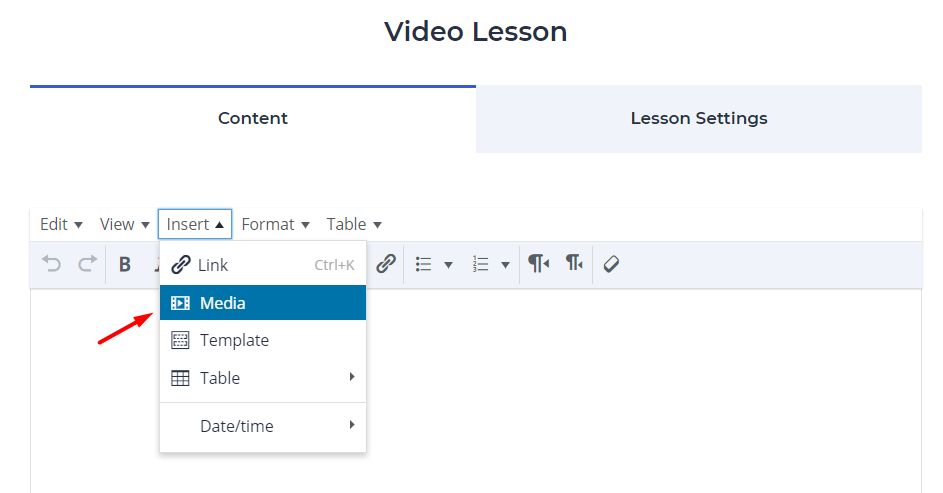 Video Lesson
Content Lesson Settings
Edit View Insert Format Table
B
Link Ctrl+K
Media
Template
Table
Date/time